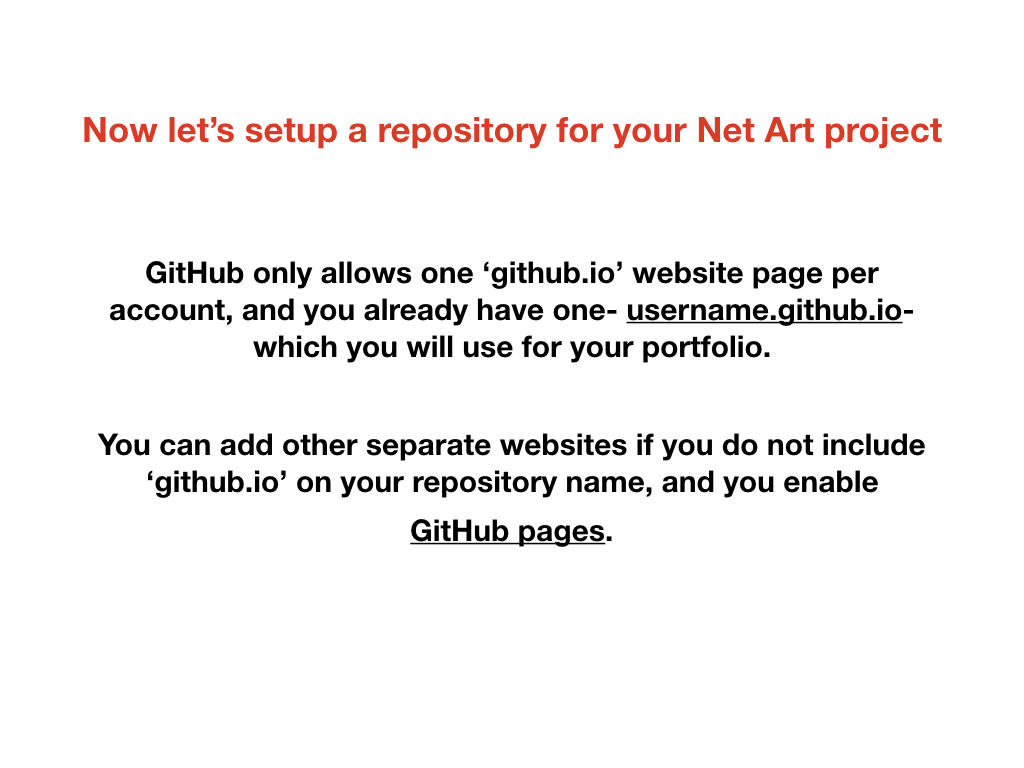 Now let’s setup a repository for your Net Art project
GitHub only allows one ‘github.io’ website page per
account, and you already have one- username.github.io-
which you will use for your portfolio.
You can add other separate websites if you do not include
‘github.io’ on your repository name, and you enable
GitHub pages.